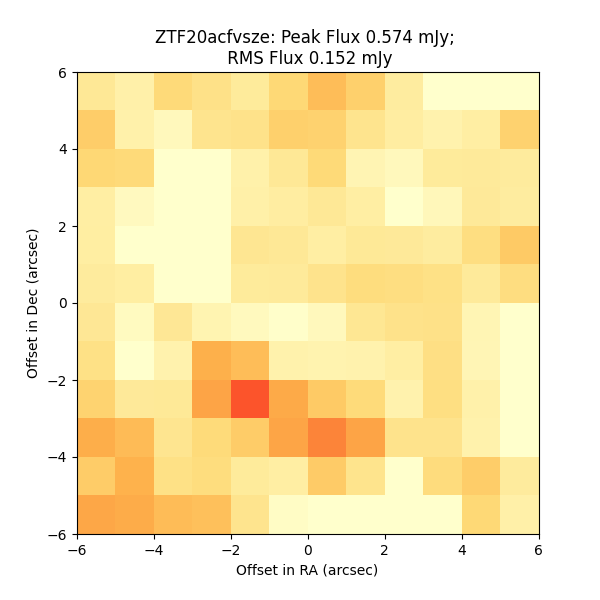 ZTF20acfvsze: Peak Flux 0.574 mJy;
RMS Flux 0.152 mJy
6
4
2
0
−2
−4
−6
Offset in Dec (arcsec)
−6 −4 −2 0 2 4 6
Offset in RA (arcsec)